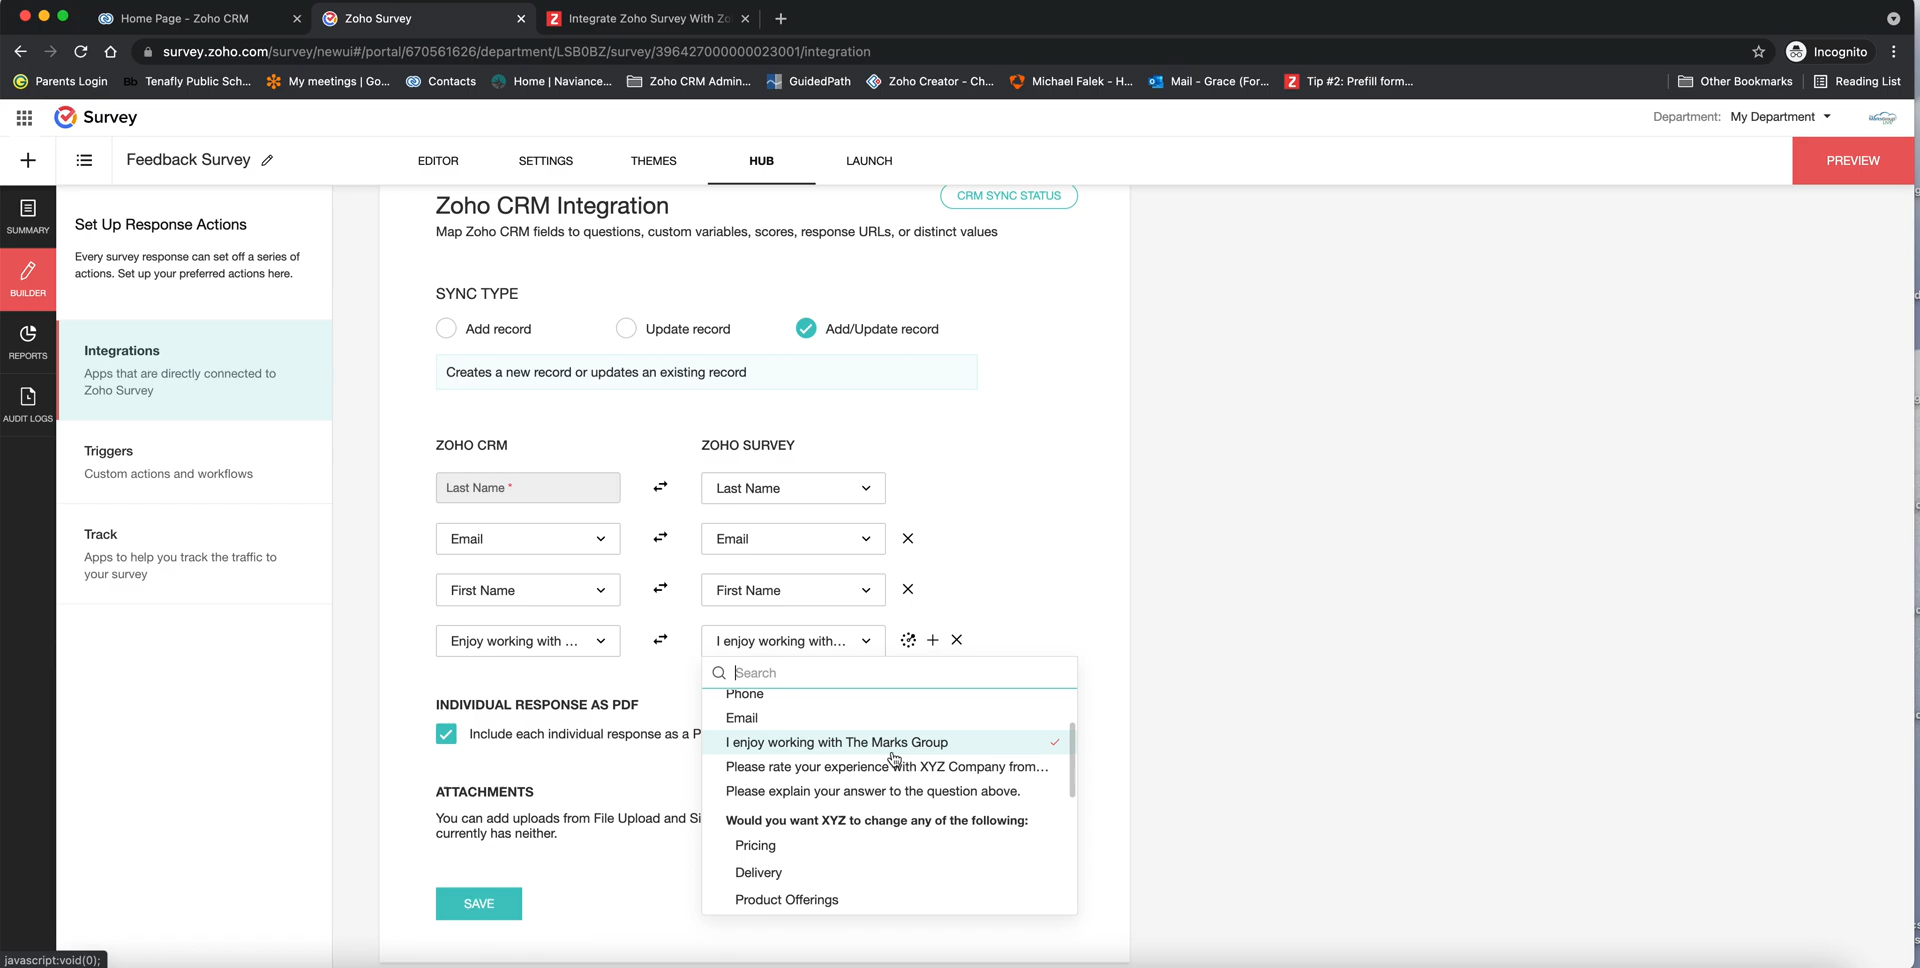 Home Page - Zoho CRM
Zoho Survey
Integrate Zoho Survey With Zo
survey.zoho.com/survey/newui#/portal/670561626/department/LSB0BZ/survey/396427000000023001/integration
Incognito
Parents Login
Bb Tenafly Public Sch...
My meetings | Go...
Contacts
Home | Naviance...
Zoho CRM Admin...
GuidedPath
Zoho Creator - Ch...
Michael Falek - H...
Mail - Grace (For...
Tip #2: Prefill form...
Other Bookmarks
Reading List
Survey
Department: My Department
Feedback Survey
EDITOR
SETTINGS
THEMES
HUB
LAUNCH
PREVIEW
SUMMARY
BUILDER
REPORTS
AUDIT LOGS
Set Up Response Actions
Every survey response can set off a series of
actions. Set up your preferred actions here.
Integrations
Apps that are directly connected to
Zoho Survey
Triggers
Custom actions and workflows
Track
Apps to help you track the traffic to
your survey
Zoho CRM Integration
CRM SYNC STATUS
Map Zoho CRM fields to questions, custom variables, scores, response URLs, or distinct values
SYNC TYPE
Add record
Update record
Add/Update record
Creates a new record or updates an existing record
ZOHO CRM
ZOHO SURVEY
Last Name *
Last Name
Email
Email
First Name
First Name
Enjoy working with ...
I enjoy working with...
Search
Phone
Email
I enjoy working with The Marks Group
Please rate your experience with XYZ Company from...
Please explain your answer to the question above.
Would you want XYZ to change any of the following:
Pricing
Delivery
Product Offerings
INDIVIDUAL RESPONSE AS PDF
Include each individual response as a P
ATTACHMENTS
You can add uploads from File Upload and Si
currently has neither.
SAVE
javascript:void(0);